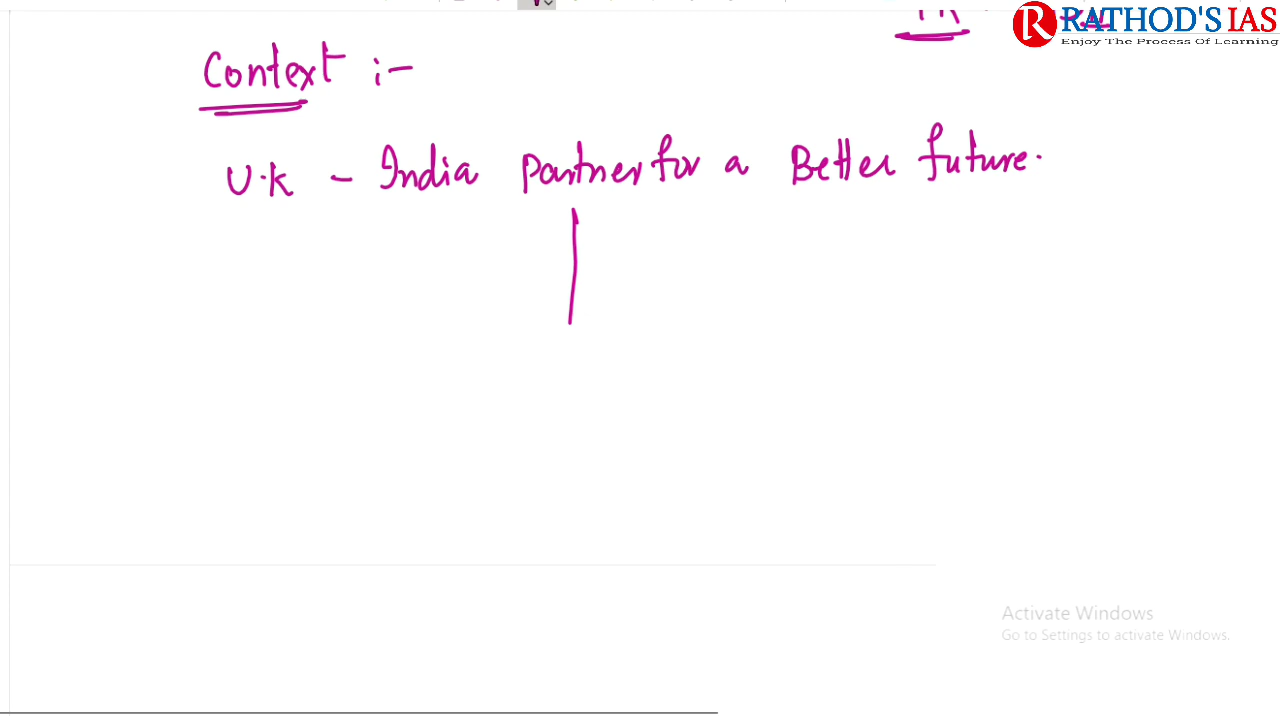 RATHOD'S IAS
Enjoy The Process Of Learning
Context :-
U.K - India Partner for a Better future.
Activate Windows
Go to Settings to activate Windows.